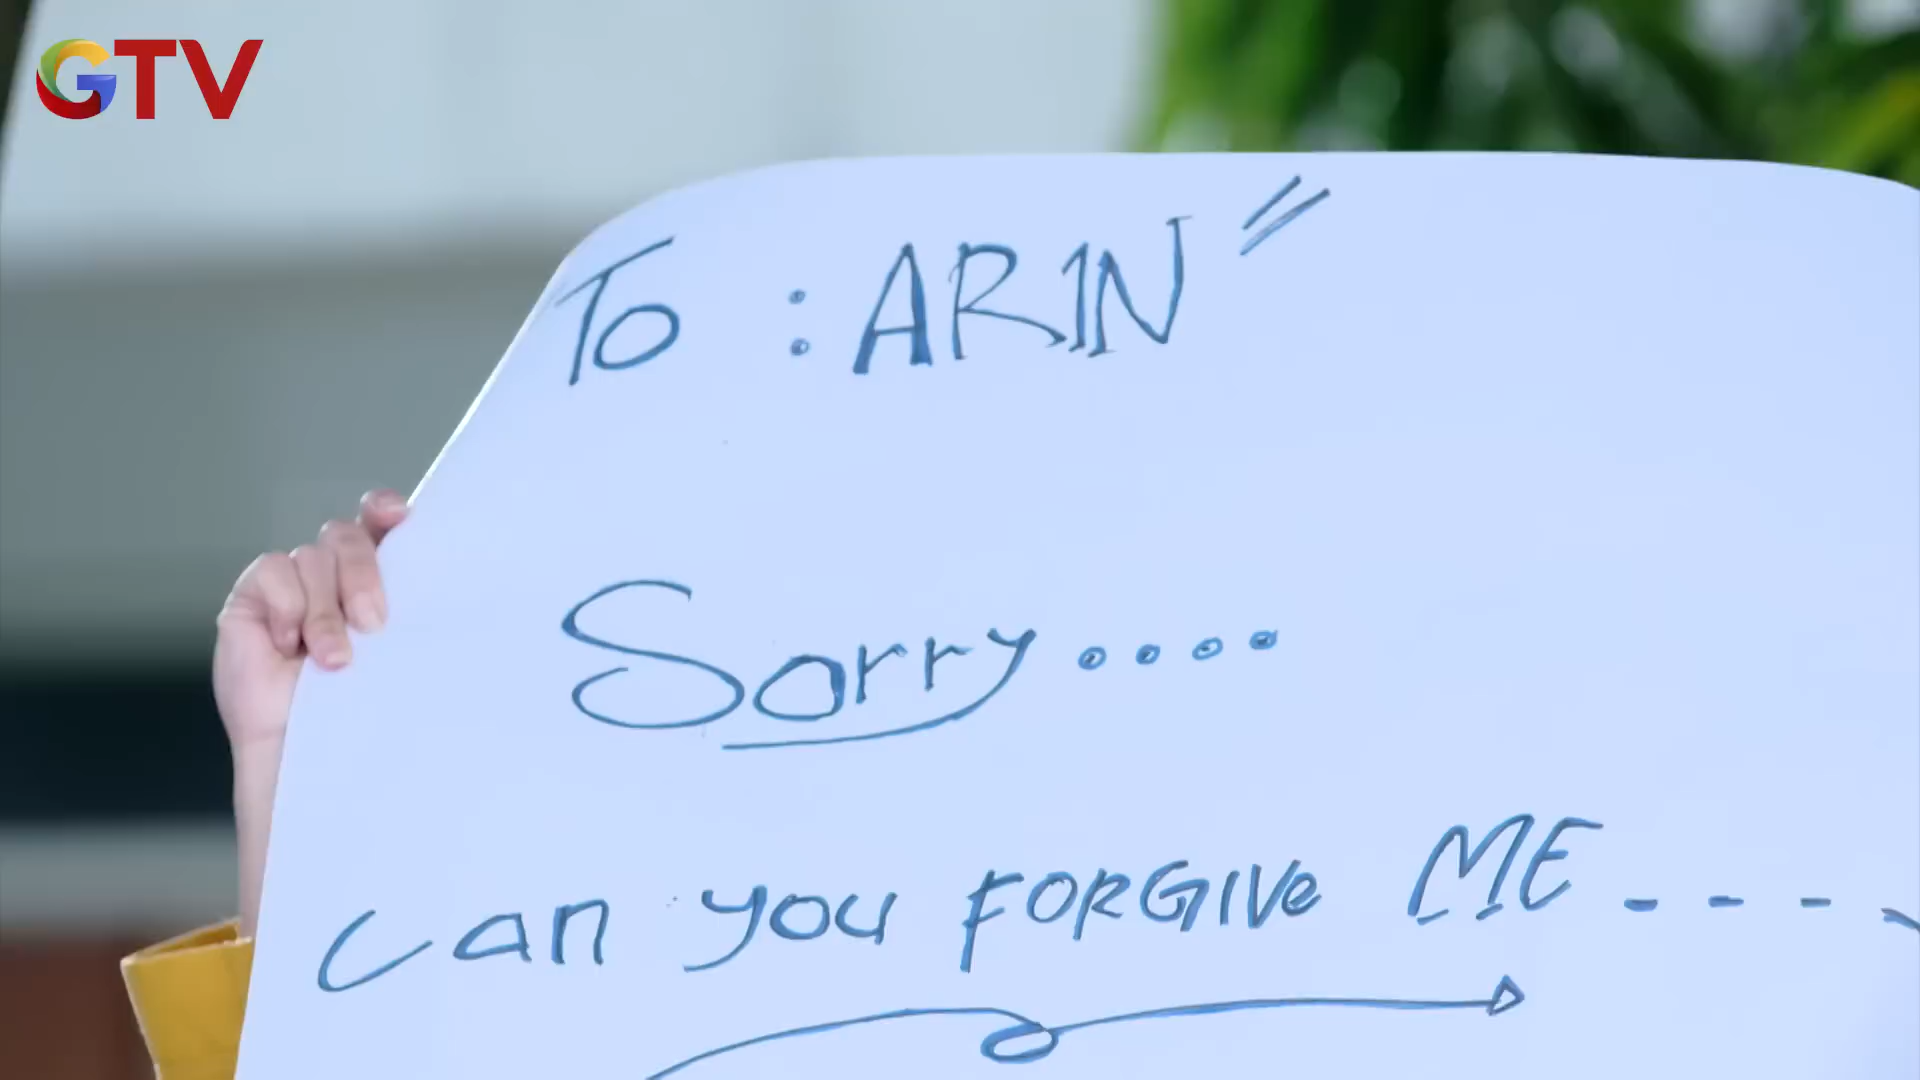 GTV
To : ARIN"
Sorry....
can you FORGIVe ME----